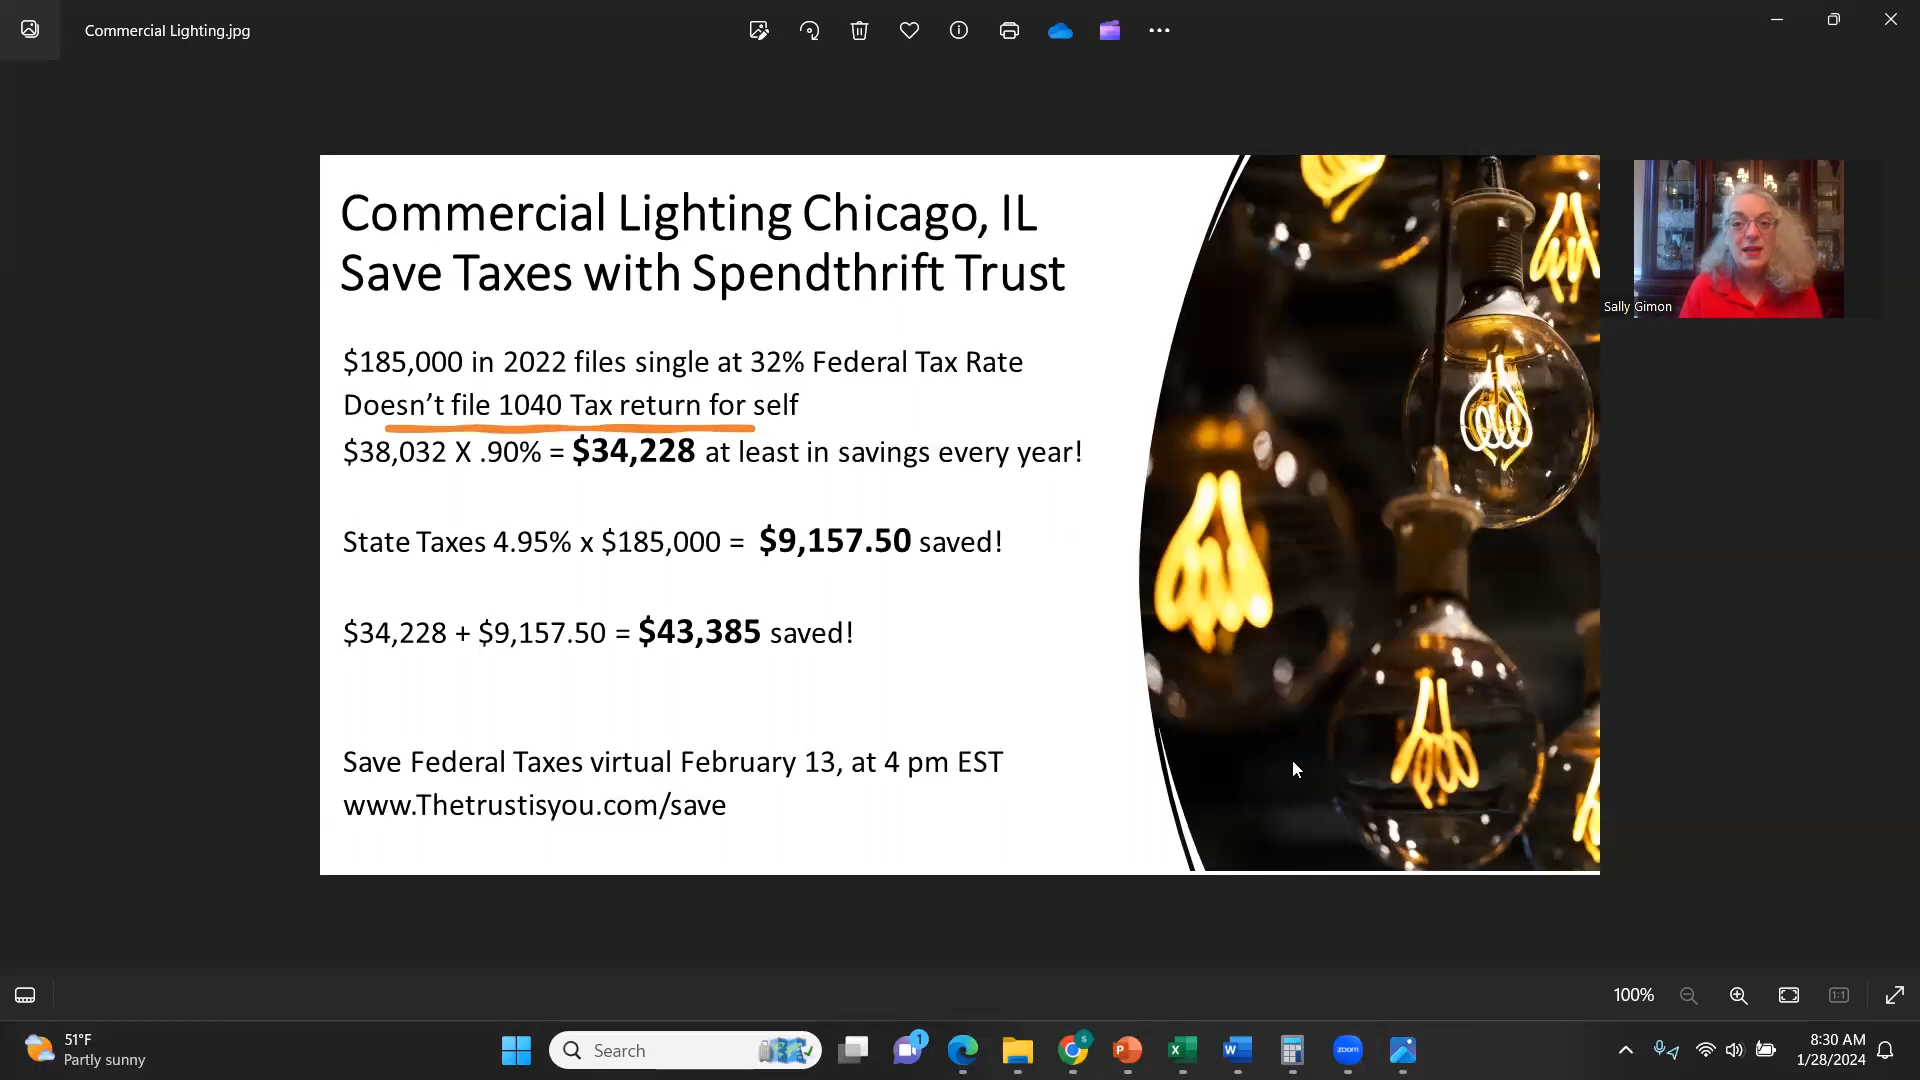 Commercial Lighting.jpg
Commercial Lighting Chicago, IL
Save Taxes with Spendthrift Trust
$185,000 in 2022 files single at 32% Federal Tax Rate
Doesn't file 1040 Tax return for self
$38,032 X .90% = $34,228 at least in savings every year!
State Taxes 4.95% x $185,000 = $9,157.50 saved!
$34,228 + $9,157.50 = $43,385 saved!
Save Federal Taxes virtual February 13, at 4 pm EST
www.Thetrustisyou.com/save
Sally Gimon
100%
1:1
51°F
Partly sunny
Search
1
S
P
X
W
zoom
8:30 AM
1/28/2024